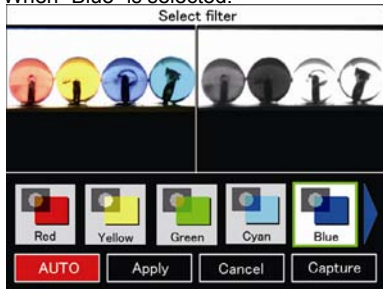 When "Blue" is selected.
Select filter
Red Yellow Green Cyan Blue
AUTO Apply Cancel Capture